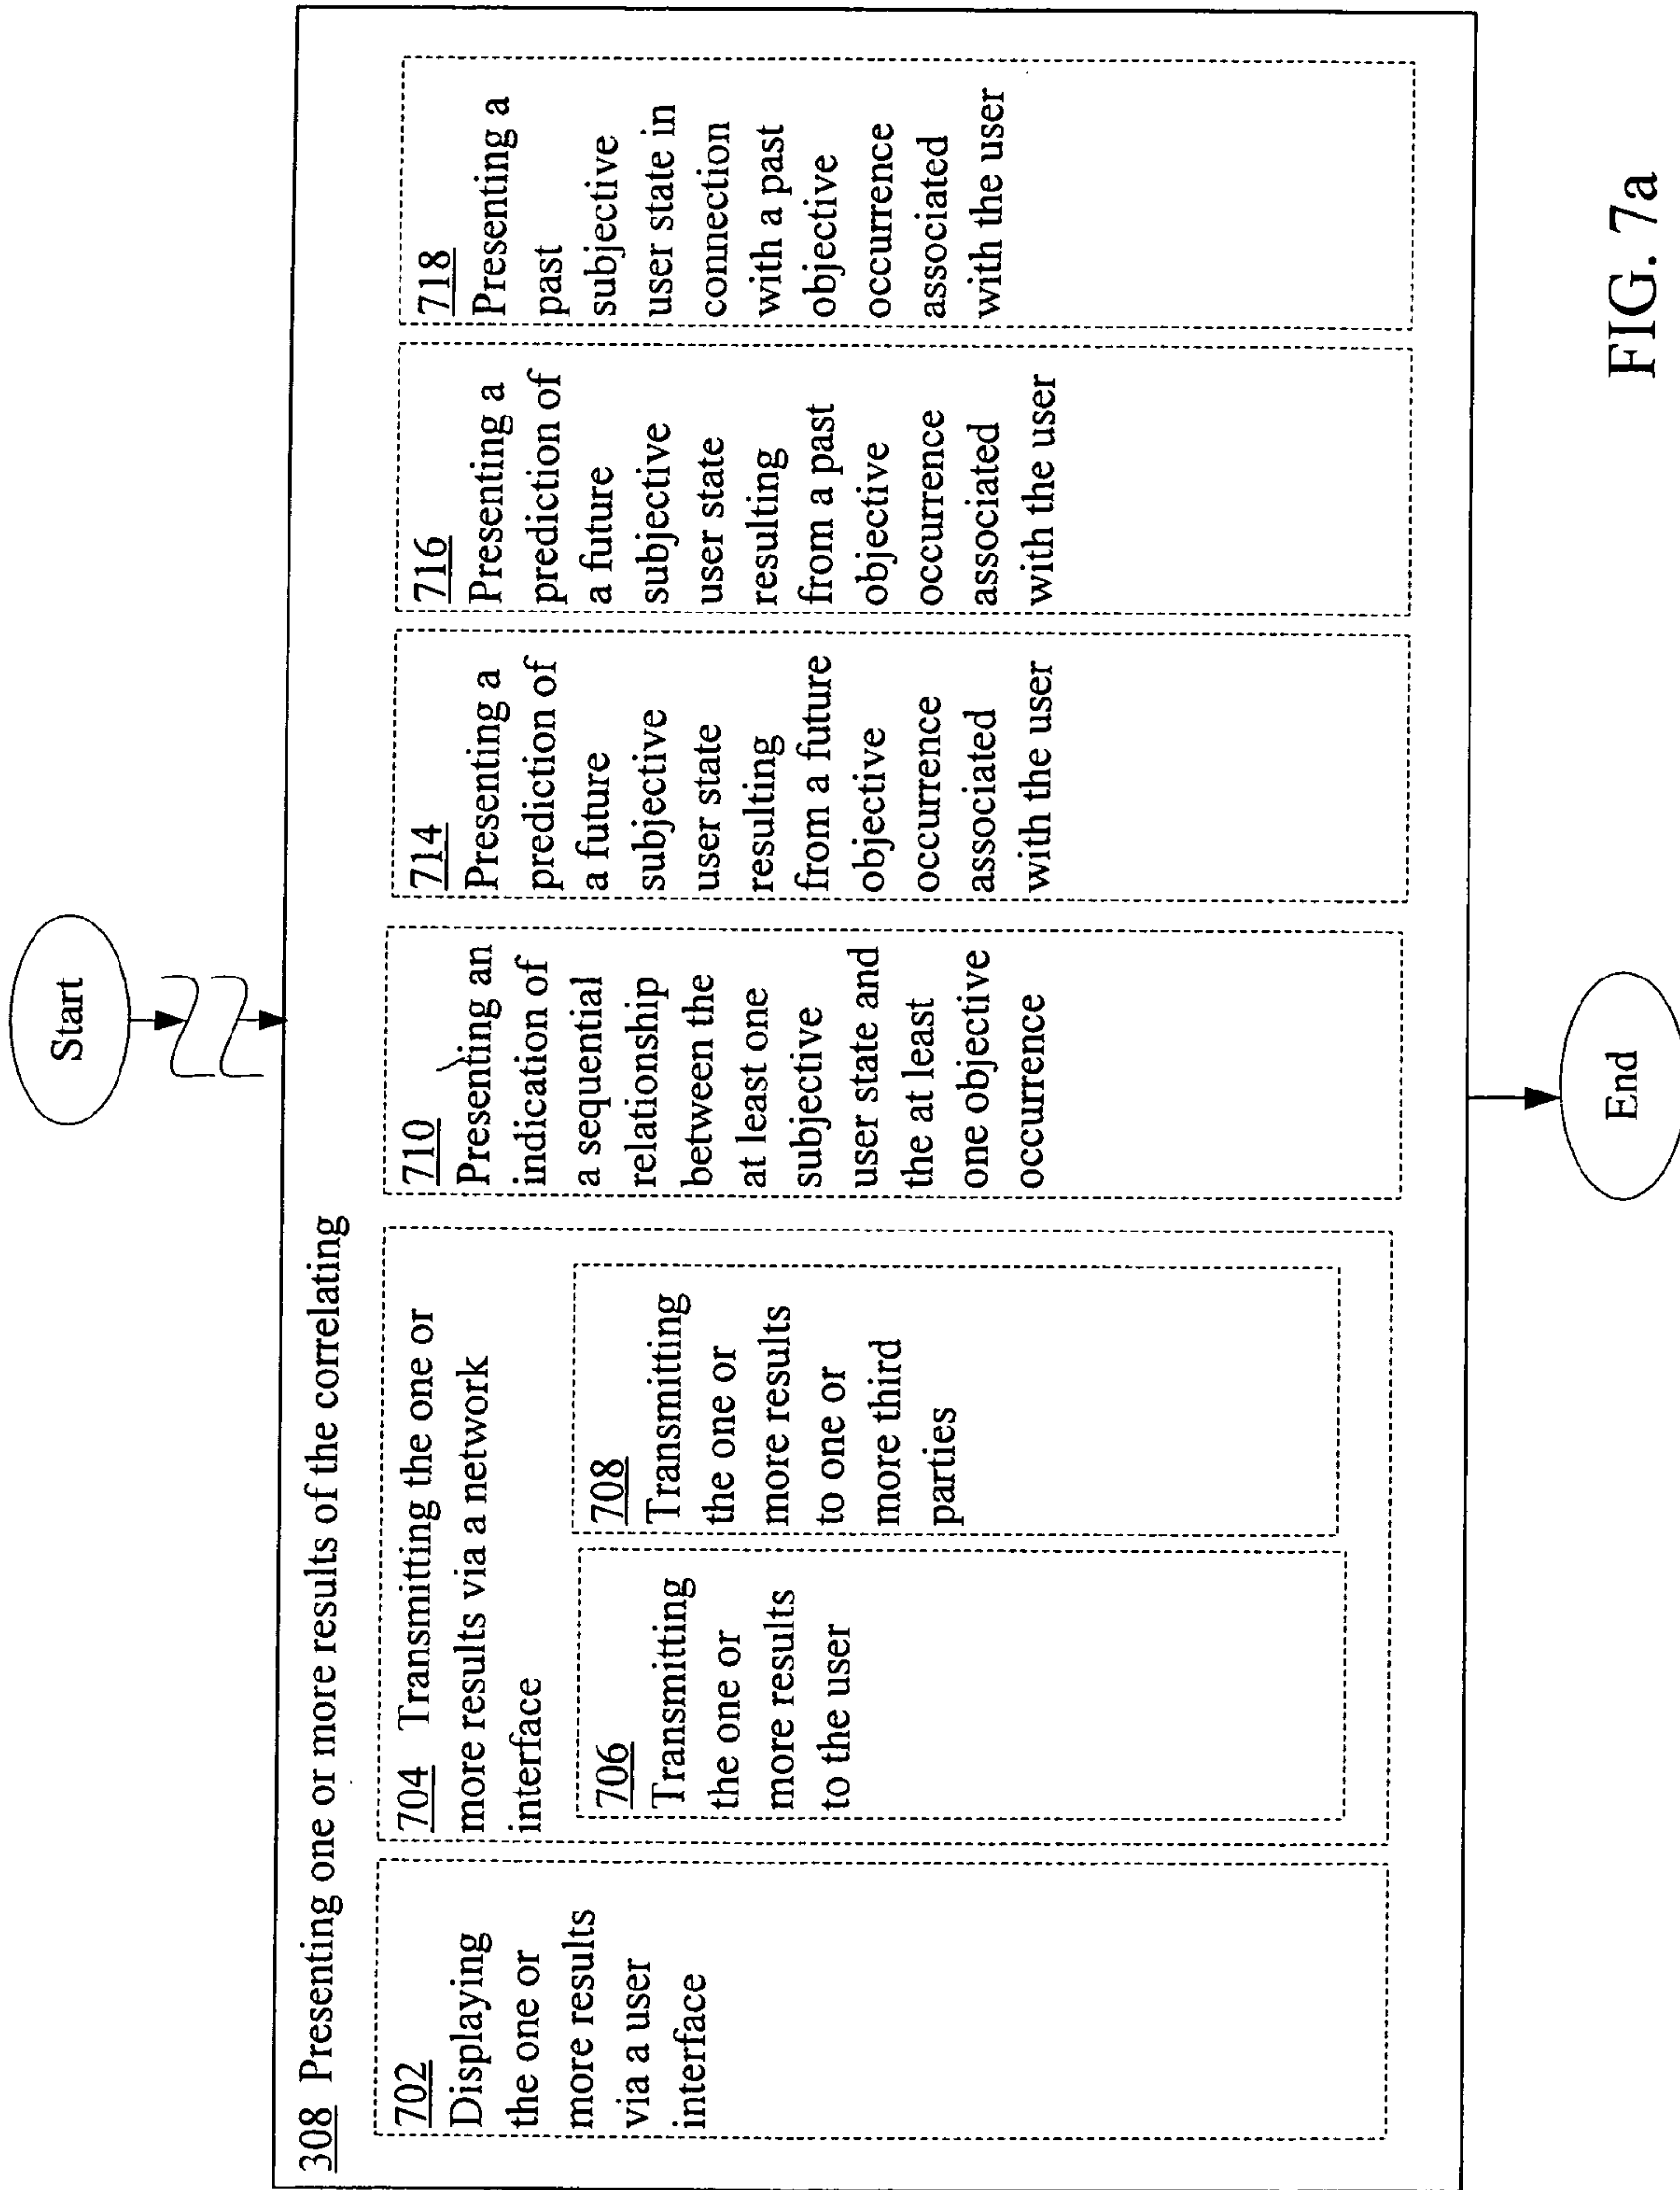 Start
308 Presenting one or more results of the correlating
702
Displaying
the one or
more results
via a user
interface
704 Transmitting the one or
more results via a network
interface
706
Transmitting
the one or
more results
to the user
708
Transmitting
the one or
more results
to one or
more third
parties
710
Presenting an
indication of
a sequential
relationship
between the
at least one
subjective
user state and
the at least
one objective
occurrence
714
Presenting a
prediction of
a future
subjective
user state
resulting
from a future
objective
occurrence
associated
with the user
716
Presenting a
prediction of
a future
subjective
user state
resulting
from a past
objective
occurrence
associated
with the user
718
Presenting a
past
subjective
user state in
connection
with a past
objective
occurrence
associated
with the user
End
FIG. 7a